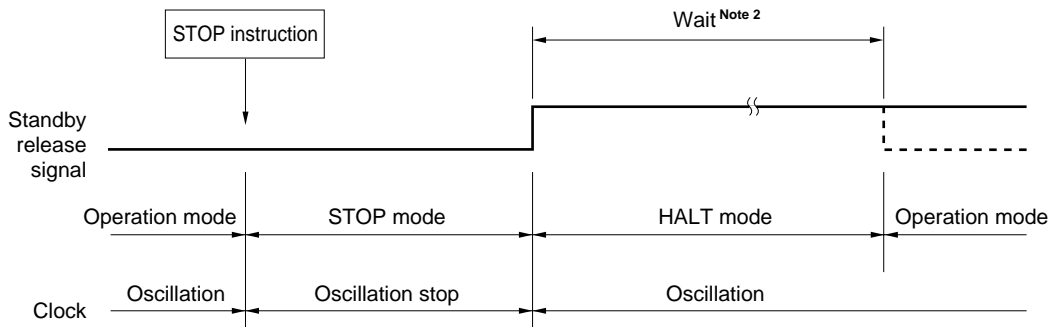 STOP instruction
Wait Note 2
Standby
release
signal
Operation mode STOP mode HALT mode Operation mode
Clock Oscillation Oscillation stop Oscillation